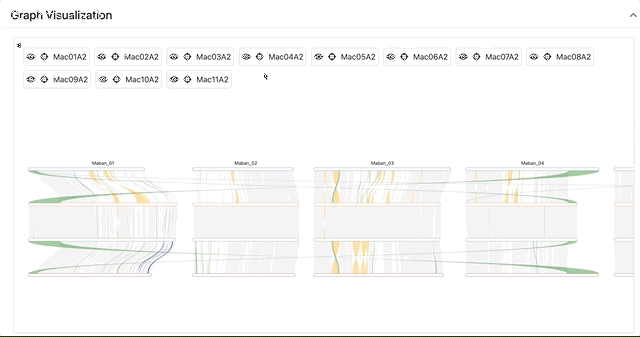 Graph Visualization
Mac01A2 Mac02A2 Mac03A2 Mac04A2 Mac05A2 Mac06A2 Mac07A2 Mac08A2
Mac09A2 Mac10A2 Mac11A2
Maban_01 Maban_02 Maban_03 Maban_04